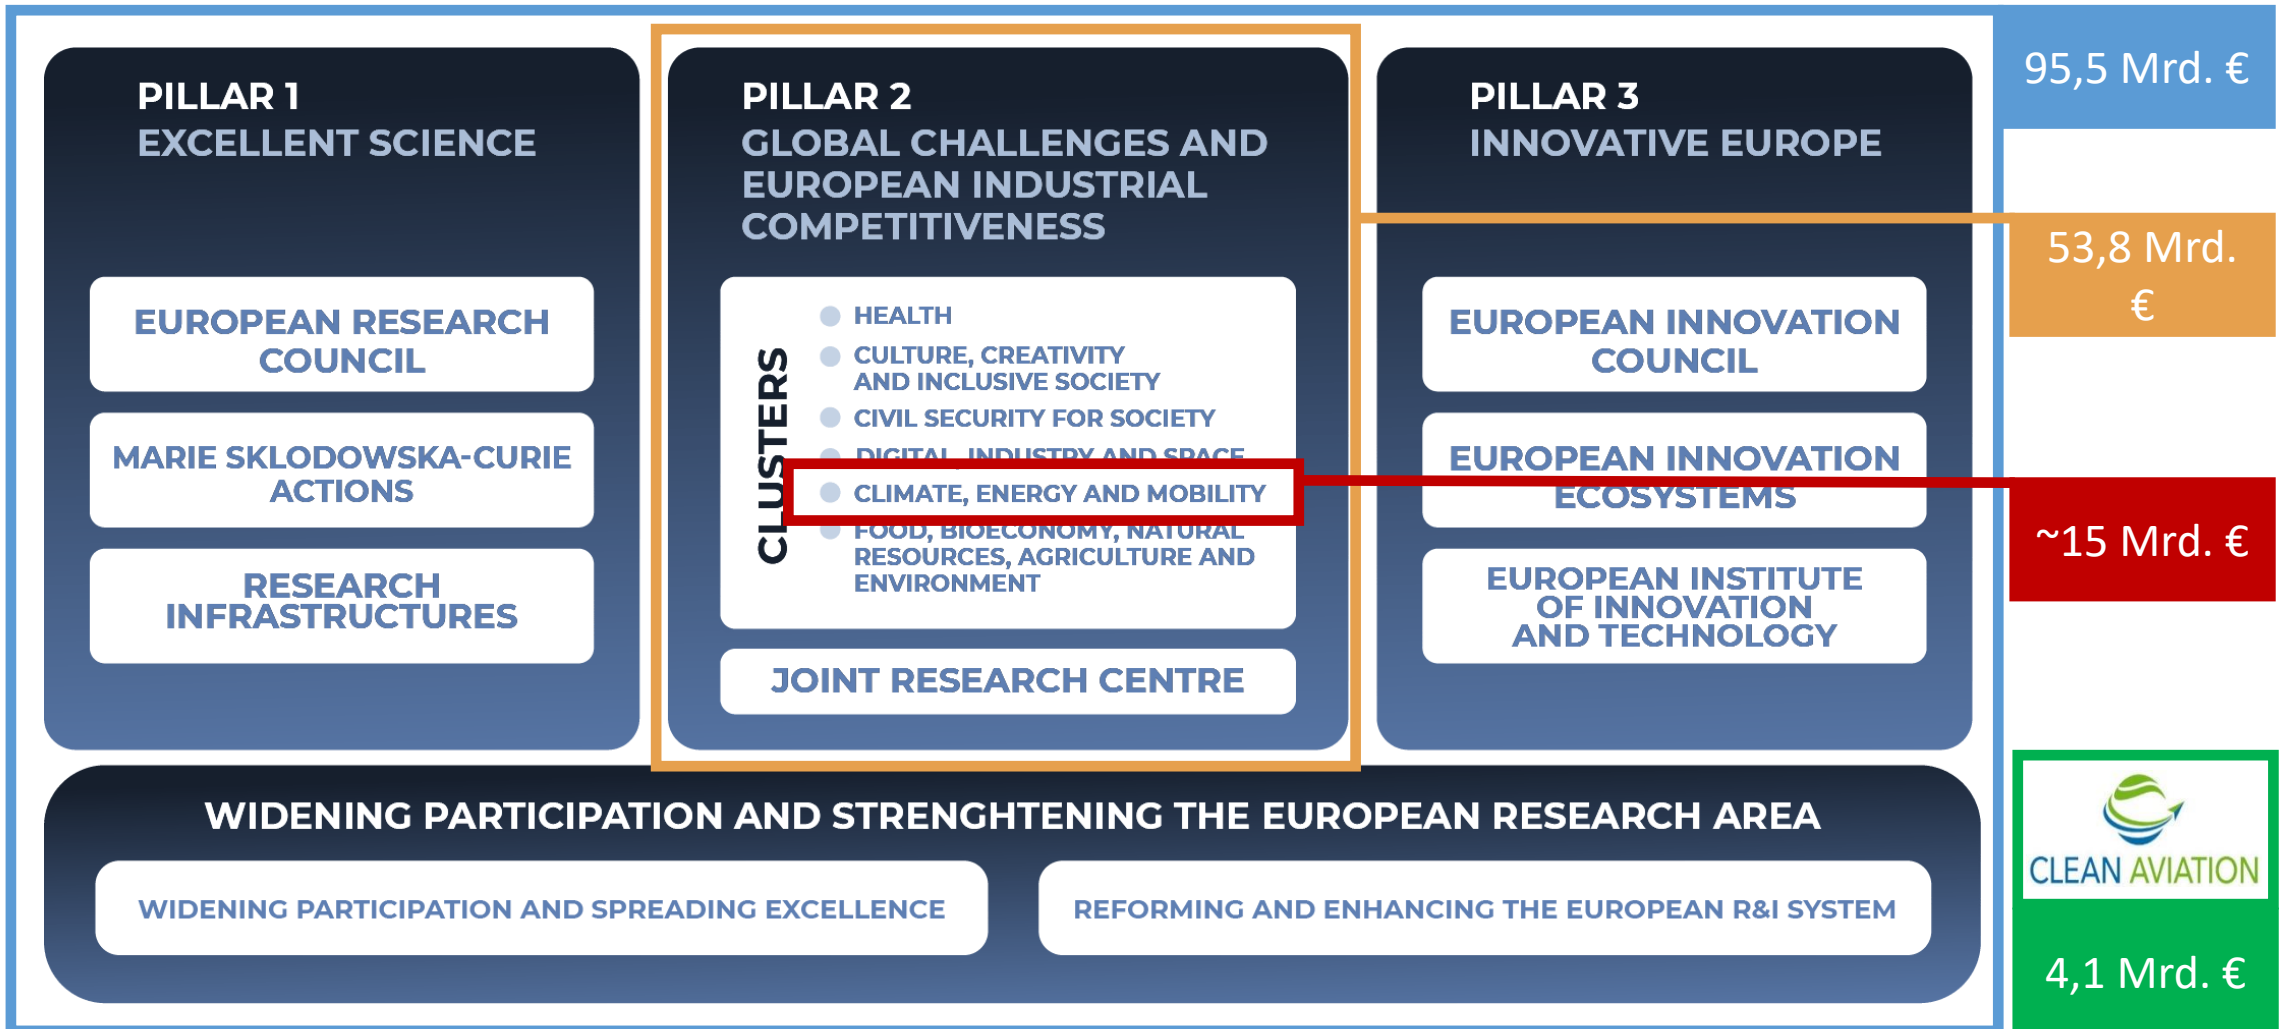 PILLAR 1
EXCELLENT SCIENCE
EUROPEAN RESEARCH
COUNCIL
MARIE SKLODOWSKA-CURIE
ACTIONS
RESEARCH
INFRASTRUCTURES
PILLAR 2
GLOBAL CHALLENGES AND
EUROPEAN INDUSTRIAL
COMPETITIVENESS
CLUSTERS
HEALTH
CULTURE, CREATIVITY
AND INCLUSIVE SOCIETY
CIVIL SECURITY FOR SOCIETY
DIGITAL, INDUSTRY AND SPACE
CLIMATE, ENERGY AND MOBILITY
FOOD, BIOECONOMY, NATURAL
RESOURCES, AGRICULTURE AND
ENVIRONMENT
JOINT RESEARCH CENTRE
PILLAR 3
INNOVATIVE EUROPE
EUROPEAN INNOVATION
COUNCIL
EUROPEAN INNOVATION
ECOSYSTEMS
EUROPEAN INSTITUTE
OF INNOVATION
AND TECHNOLOGY
WIDENING PARTICIPATION AND STRENGHTENING THE EUROPEAN RESEARCH AREA
WIDENING PARTICIPATION AND SPREADING EXCELLENCE
REFORMING AND ENHANCING THE EUROPEAN R&I SYSTEM
95,5 Mrd. €
53,8 Mrd.
€
~15 Mrd. €
CLEAN AVIATION
4,1 Mrd. €